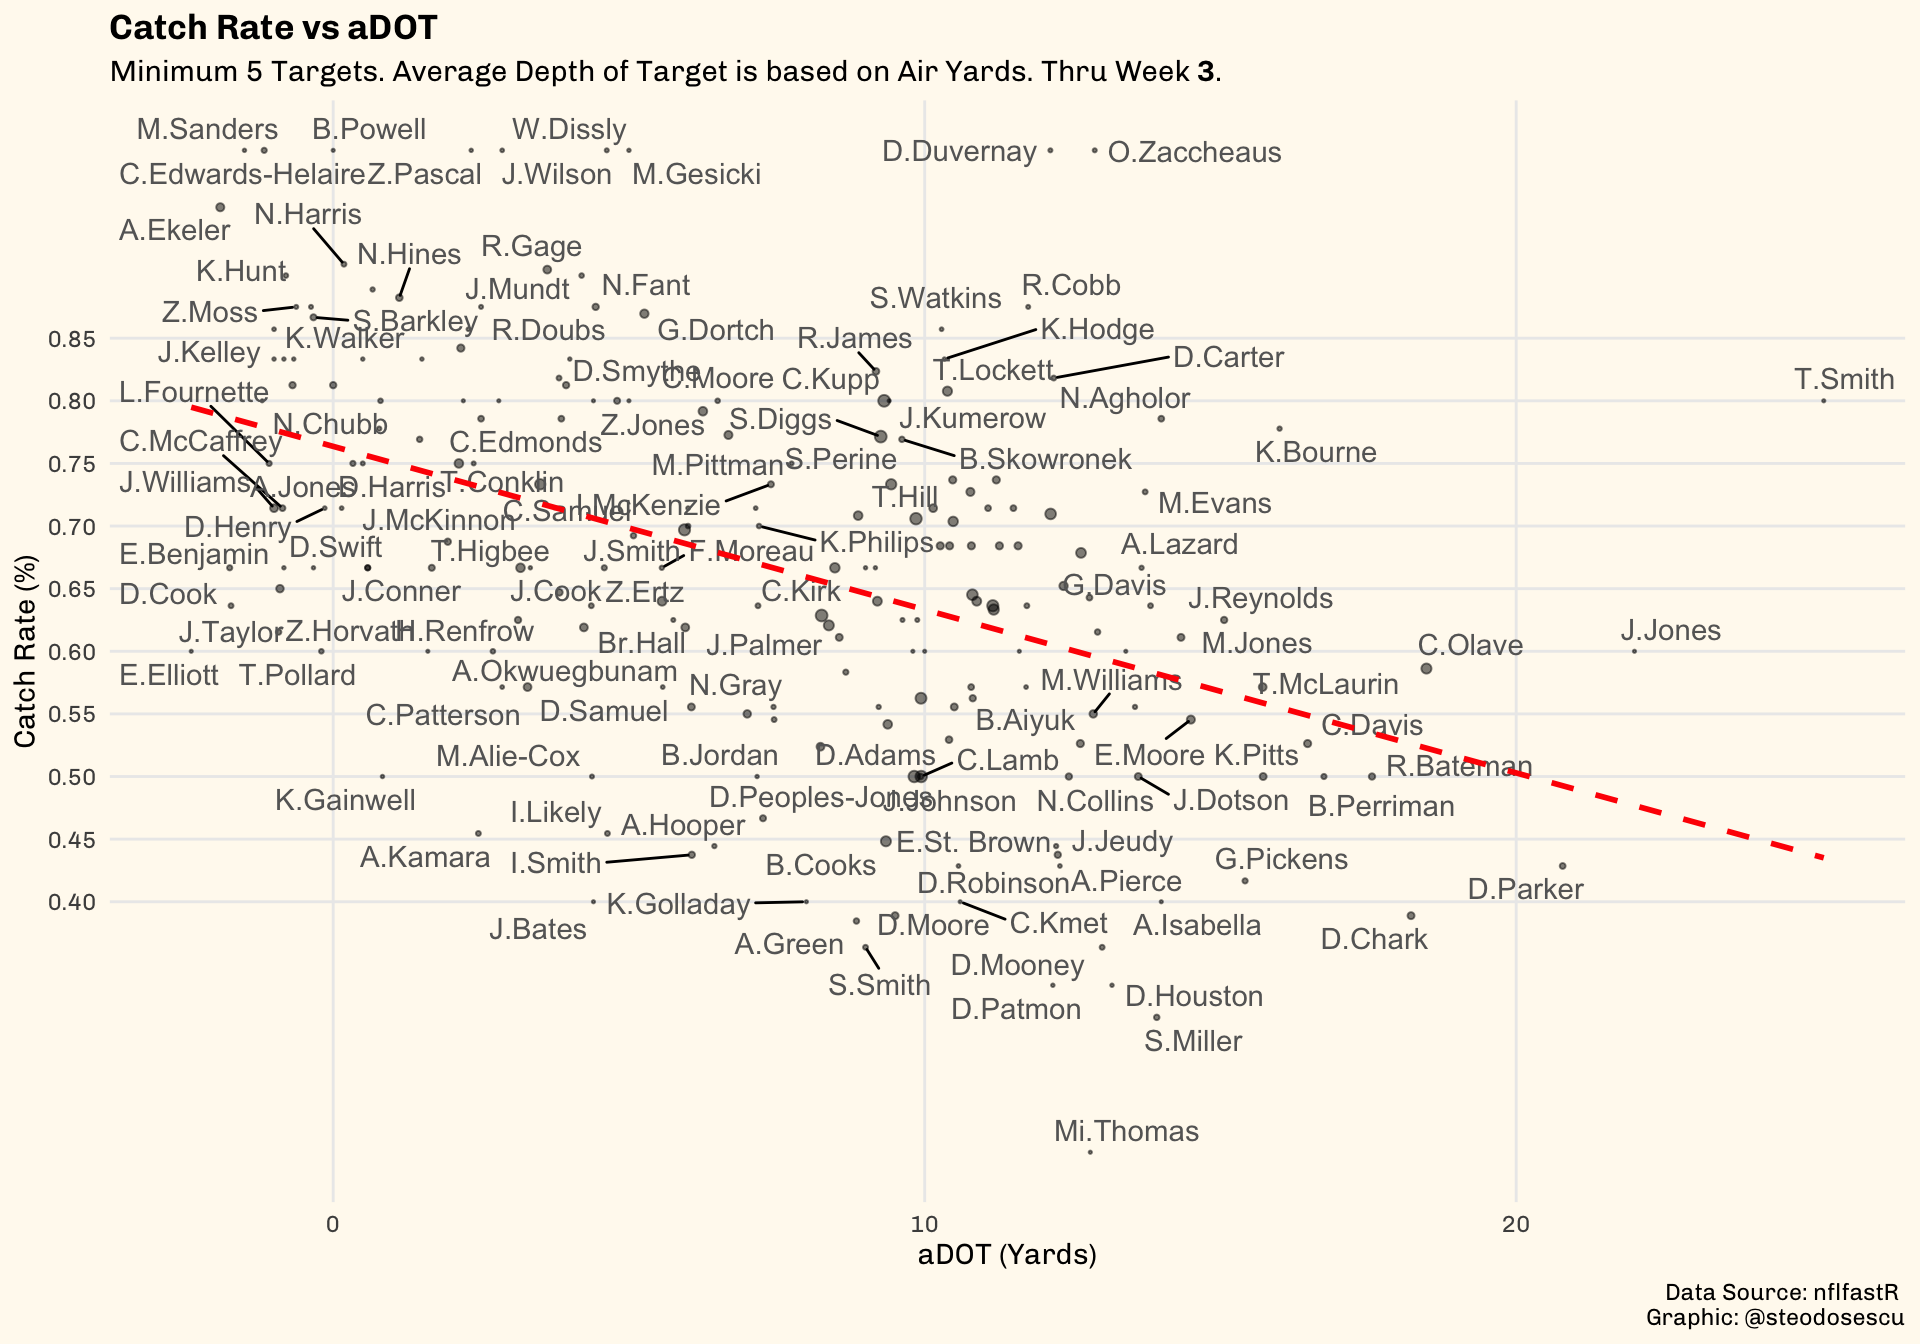 Catch Rate vs aDOT
Minimum 5 Targets. Average Depth of Target is based on Air Yards. Thru Week 3.
M.Sanders B.Powell W.Dissly
D.Duvernay O.Zaccheaus
C.Edwards-Helaire Z.Pascal J.Wilson M.Gesicki
N.Harris
A.Ekeler
N.Hines R.Gage
K.Hunt
J.Mundt N.Fant R.Cobb
S.Watkins
Z.Moss
S.Barkley R.Doubs G.Dortch K.Hodge
0.85 K.Walker R.James
J.Kelley D.Carter
D.Smythe C.Moore C.Kupp T.Lockett T.Smith
L.Fournette
0.80 N.Agholor
N.Chubb Z.Jones S.Diggs J.Kumerow
C.McCaffrey C.Edmonds K.Bourne
0.75 M.Pittman S.Perine B.Skowronek
J.Williams A.Jones D.Harris T.Conklin
T.Hill M.Evans
C.Samuel I.McKenzie
0.70 D.Henry J.McKinnon
K.Philips A.Lazard
E.Benjamin D.Swift T.Higbee J.Smith F.Moreau
0.65 D.Cook J.Conner J.Cook Z.Ertz C.Kirk G.Davis J.Reynolds
J.Taylor Z.Horvath H.Renfrow J.Jones
0.60 Br.Hall J.Palmer M.Jones C.Olave
E.Elliott T.Pollard A.Okwuegbunam
N.Gray M.Williams T.McLaurin
0.55 C.Patterson D.Samuel B.Aiyuk C.Davis
M.Alie-Cox B.Jordan D.Adams C.Lamb E.Moore K.Pitts
0.50 R.Bateman
K.Gainwell D.Peoples-Jones J.Johnson N.Collins J.Dotson B.Perriman
I.Likely A.Hooper
0.45 E.St. Brown J.Jeudy
A.Kamara I.Smith B.Cooks G.Pickens
D.Robinson A.Pierce D.Parker
0.40 K.Golladay
J.Bates D.Moore C.Kmet A.Isabella
A.Green D.Chark
D.Mooney
S.Smith
D.Patmon D.Houston
S.Miller
Mi.Thomas
Catch Rate (%)
0 10 20
aDOT (Yards)
Data Source: nflfastR
Graphic: @steodosescu